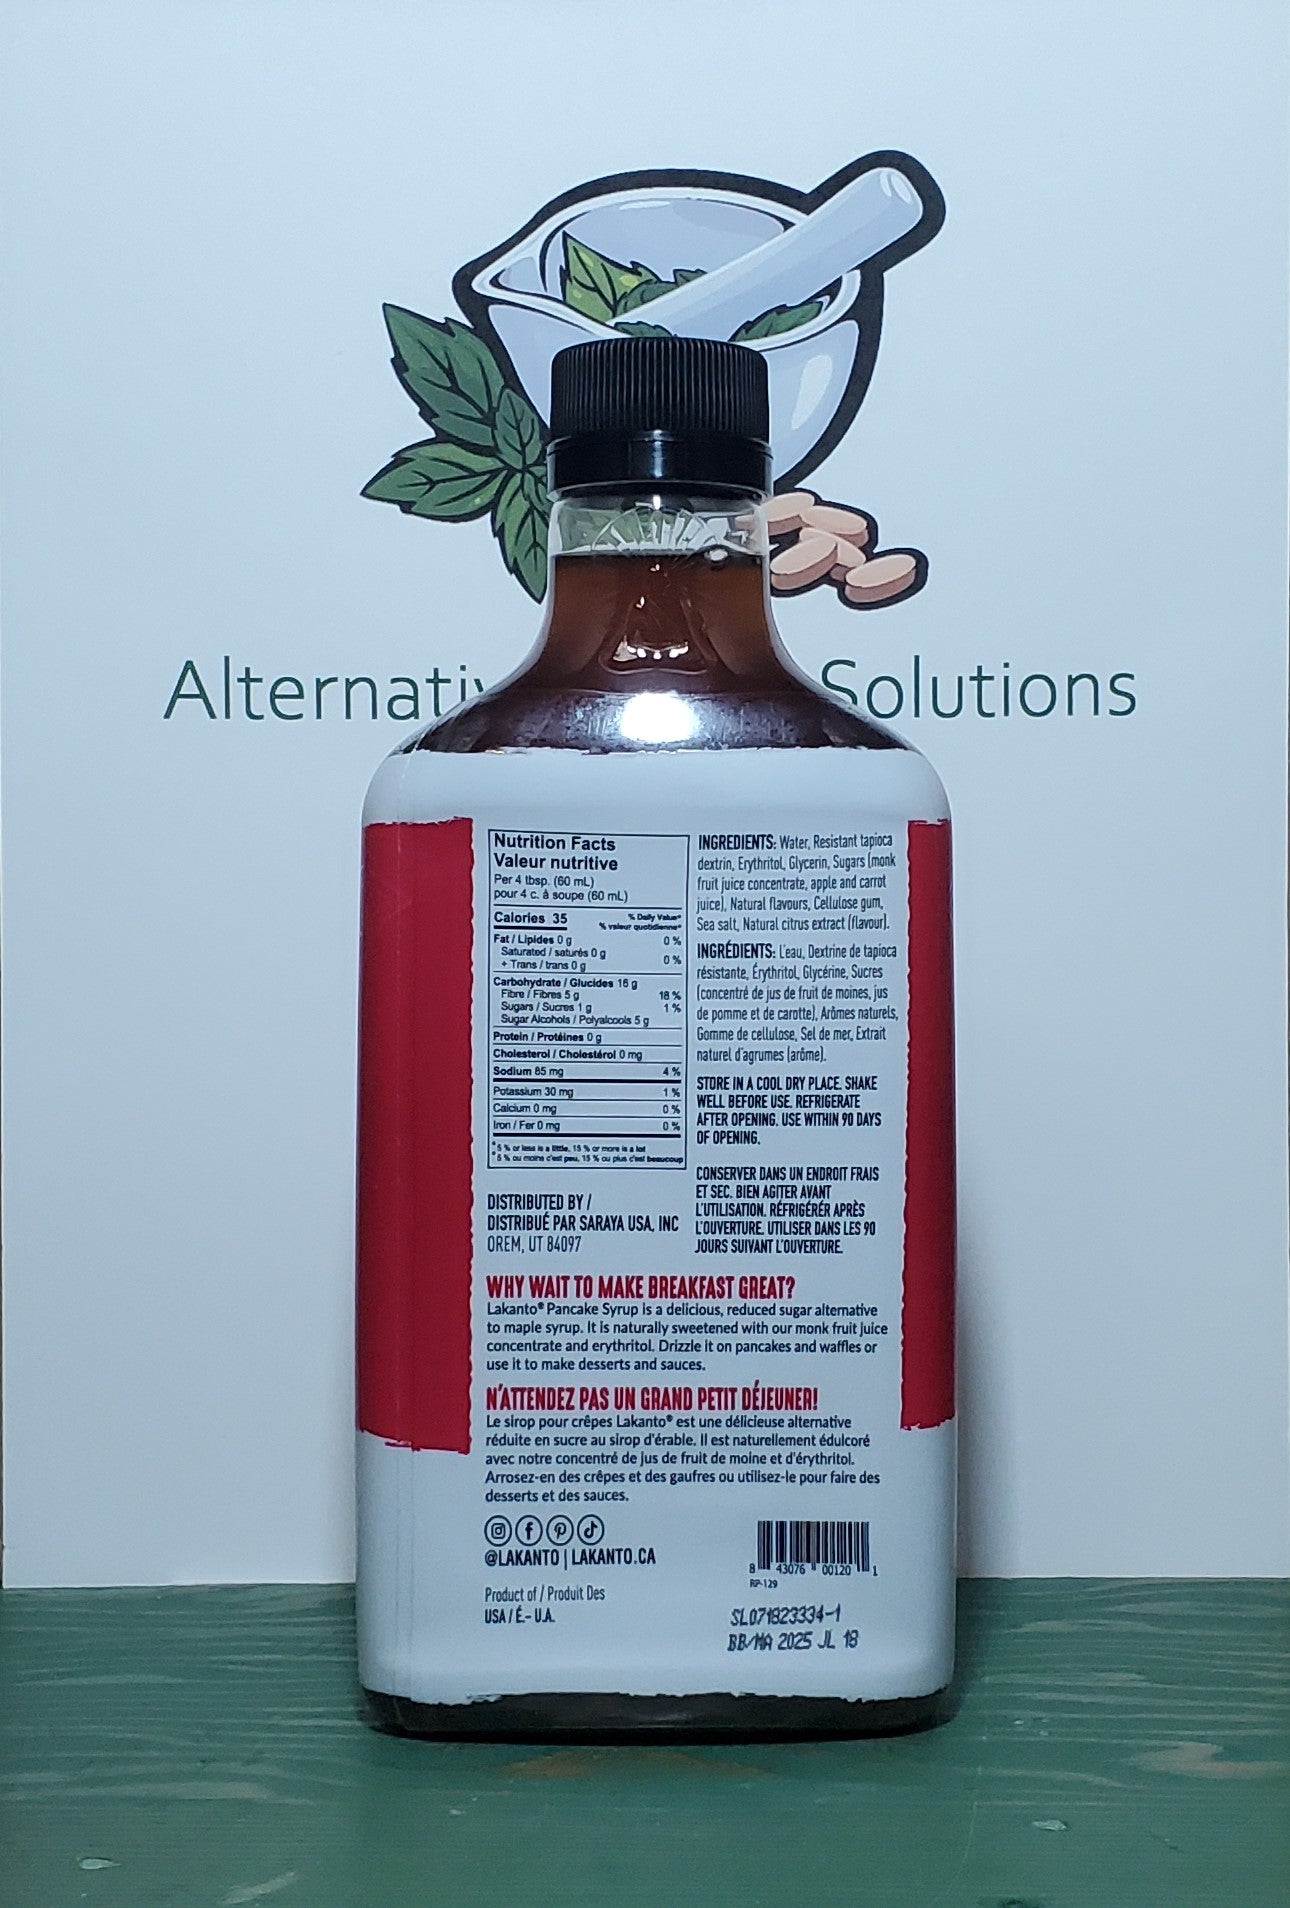 Alternati Solutions
Nutrition Facts
Valeur nutritive
Per 4 tbsp. (60 mL)
pour 4 c. à soupe (60 mL)
Calories 35
% Daily Value*
% valeur quotidienne*
Fat / Lipides 0 g 0 %
Saturated / saturés 0 g
+ Trans / trans 0 g 0 %
Carbohydrate / Glucides 16 g
Fibre / Fibres 5 g 18 %
Sugars / Sucres 1 g 1 %
Sugar Alcohols / Polyalcools 5 g
Protein / Protéines 0 g
Cholesterol / Cholestérol 0 mg
Sodium 85 mg 4 %
Potassium 30 mg 1 %
Calcium 0 mg 0 %
Iron / Fer 0 mg 0 %
*5 % or less is a little, 15 % or more is a lot
*5 % ou moins c'est peu, 15 % ou plus c'est beaucoup
DISTRIBUTED BY /
DISTRIBUÉ PAR SARAYA USA, INC
OREM, UT 84097
INGREDIENTS: Water, Resistant tapioca
dextrin, Erythritol, Glycerin, Sugars (monk
fruit juice concentrate, apple and carrot
juice), Natural flavours, Cellulose gum,
Sea salt, Natural citrus extract (flavour).
INGRÉDIENTS: L'eau, Dextrine de tapioca
résistante, Érythritol, Glycérine, Sucres
(concentré de jus de fruit de moines, jus
de pomme et de carotte), Arômes naturels,
Gomme de cellulose, Sel de mer, Extrait
naturel d'agrumes (arôme).
STORE IN A COOL DRY PLACE. SHAKE
WELL BEFORE USE. REFRIGERATE
AFTER OPENING. USE WITHIN 90 DAYS
OF OPENING.
CONSERVER DANS UN ENDROIT FRAIS
ET SEC. BIEN AGITER AVANT
L'UTILISATION. RÉFRIGÉRÉR APRÈS
L'OUVERTURE. UTILISER DANS LES 90
JOURS SUIVANT L'OUVERTURE.
WHY WAIT TO MAKE BREAKFAST GREAT?
Lakanto® Pancake Syrup is a delicious, reduced sugar alternative
to maple syrup. It is naturally sweetened with our monk fruit juice
concentrate and erythritol. Drizzle it on pancakes and waffles or
use it to make desserts and sauces.
N'ATTENDEZ PAS UN GRAND PETIT DÉJEUNER!
Le sirop pour crêpes Lakanto® est une délicieuse alternative
réduite en sucre au sirop d'érable. Il est naturellement édulcoré
avec notre concentré de jus de fruit de moine et d'érythritol.
Arrosez-en des crêpes et des gaufres ou utilisez-le pour faire des
desserts et des sauces.
@LAKANTO | LAKANTO.CA
Product of / Produit Des
USA / É.- U.A.
8 43076 00120 1
RP-129
SL071823334-1
BB/MA 2025 JL 18